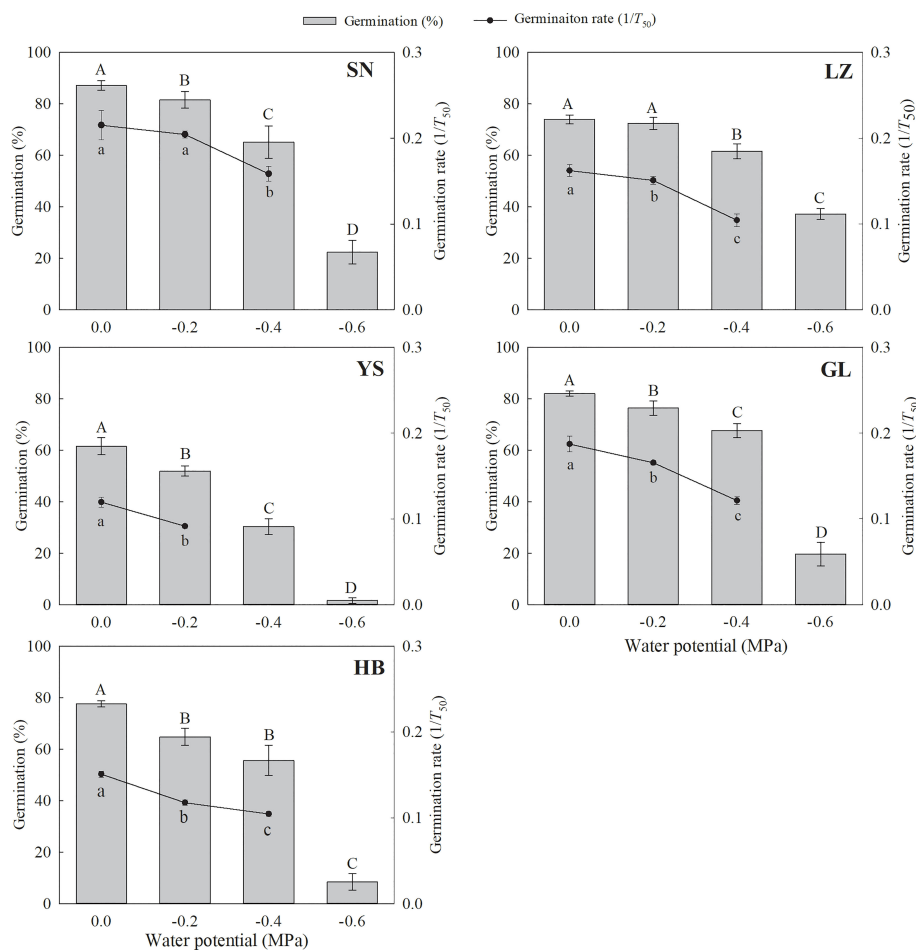 Germination (%) Germinaiton rate (1/T50)
SN
100
80
60
40
20
0
Germination (%)
A
B
C
D
a
a
b
0.3
0.2
0.1
0.0
Germination rate (1/T50)
0.0 -0.2 -0.4 -0.6
LZ
100
80
60
40
20
0
Germination (%)
A
A
B
C
a
b
c
0.3
0.2
0.1
0.0
Germination rate (1/T50)
0.0 -0.2 -0.4 -0.6
YS
100
80
60
40
20
0
Germination (%)
A
B
C
D
a
b
0.3
0.2
0.1
0.0
Germination rate (1/T50)
0.0 -0.2 -0.4 -0.6
GL
100
80
60
40
20
0
Germination (%)
A
B
C
D
a
b
c
0.3
0.2
0.1
0.0
Germination rate (1/T50)
0.0 -0.2 -0.4 -0.6
Water potential (MPa)
HB
100
80
60
40
20
0
Germination (%)
A
B
B
C
a
b
c
0.3
0.2
0.1
0.0
Germination rate (1/T50)
0.0 -0.2 -0.4 -0.6
Water potential (MPa)